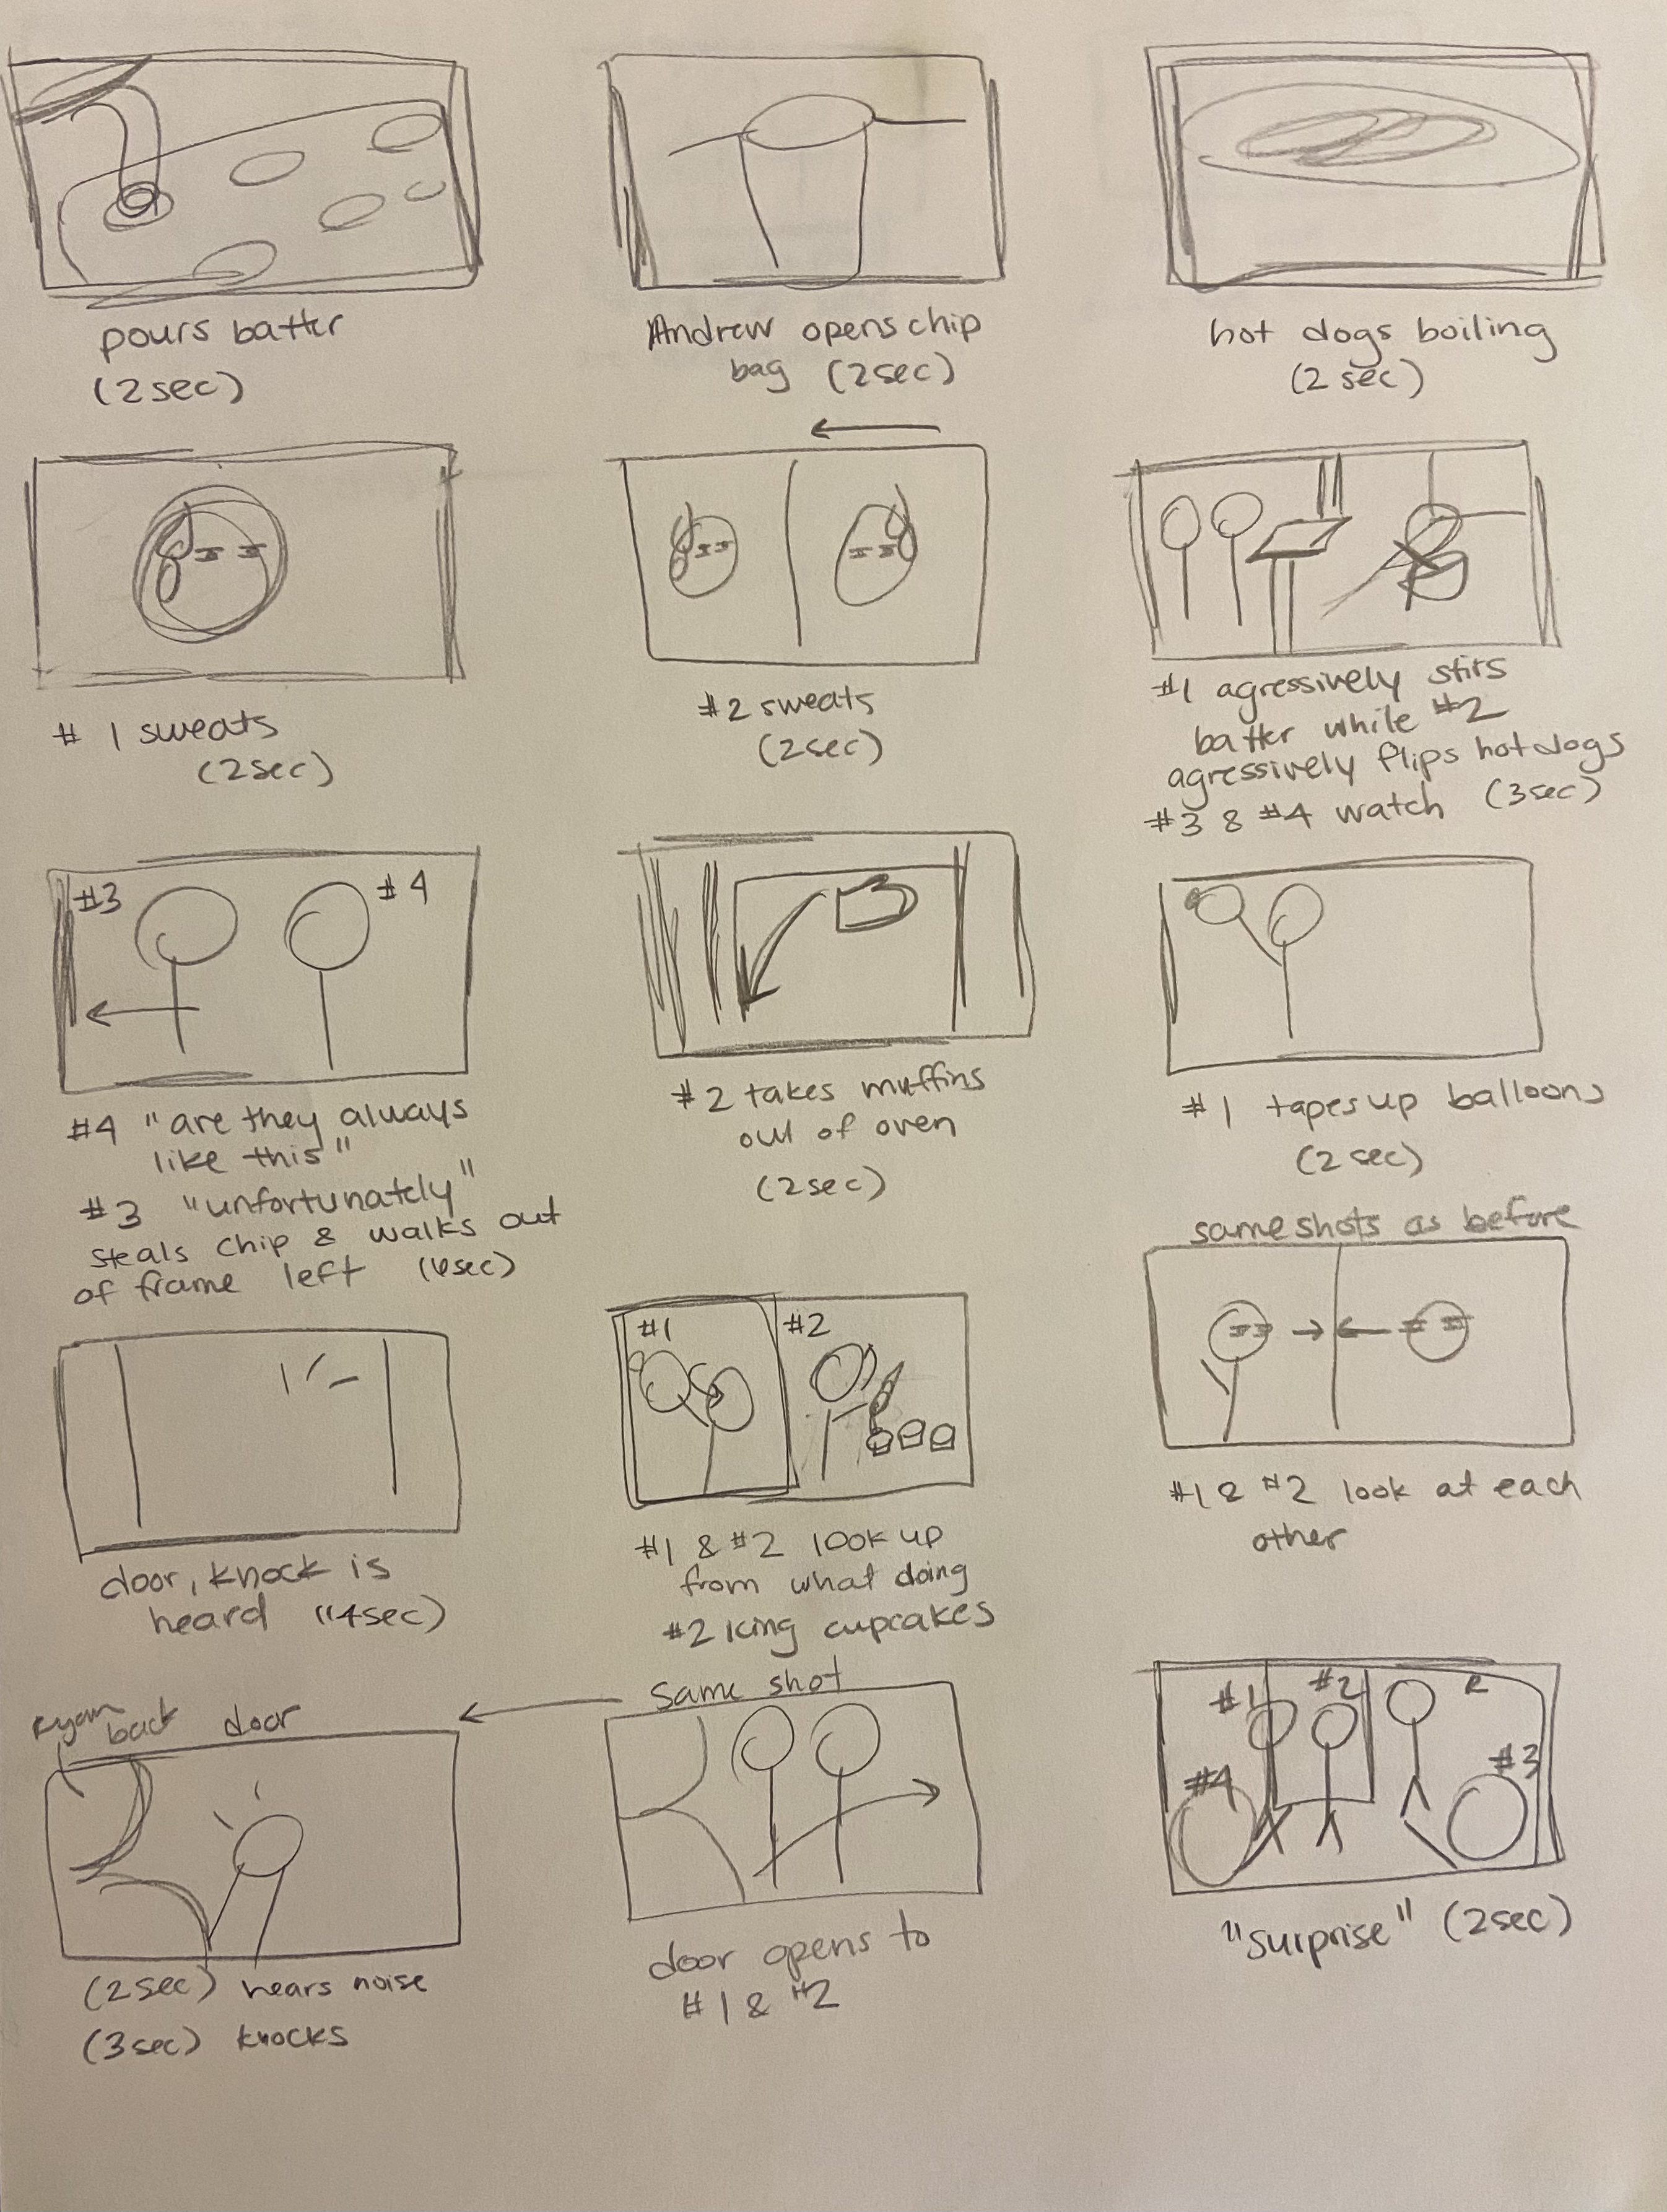 pours batter
(2sec)
Andrew opens chip
bag (2sec)
hot dogs boiling
(2 sec)
# 1 sweats
(2sec)
#2 sweats
(2sec)
#1 agressively stirs
batter while #2
agressively flips hotdogs
#3 & #4 watch (3sec)
#3
#4
#4 "are they always
like this"
#3 "unfortunately"
steals chip & walks out
of frame left
#2 takes muffins
out of oven
(2sec)
#1 tapes up balloons
(2 sec)
door, knock is
heard (4sec)
#1
#2
#1 & #2 look up
from what doing
#2 icing cupcakes
same shots as before
#1 & #2 look at each
other
Ryan back
door
(2sec) hears noise
(3sec) knocks
same shot
door opens to
#1 & #2
#1
#2
R
#4
#3
"surprise" (2sec)